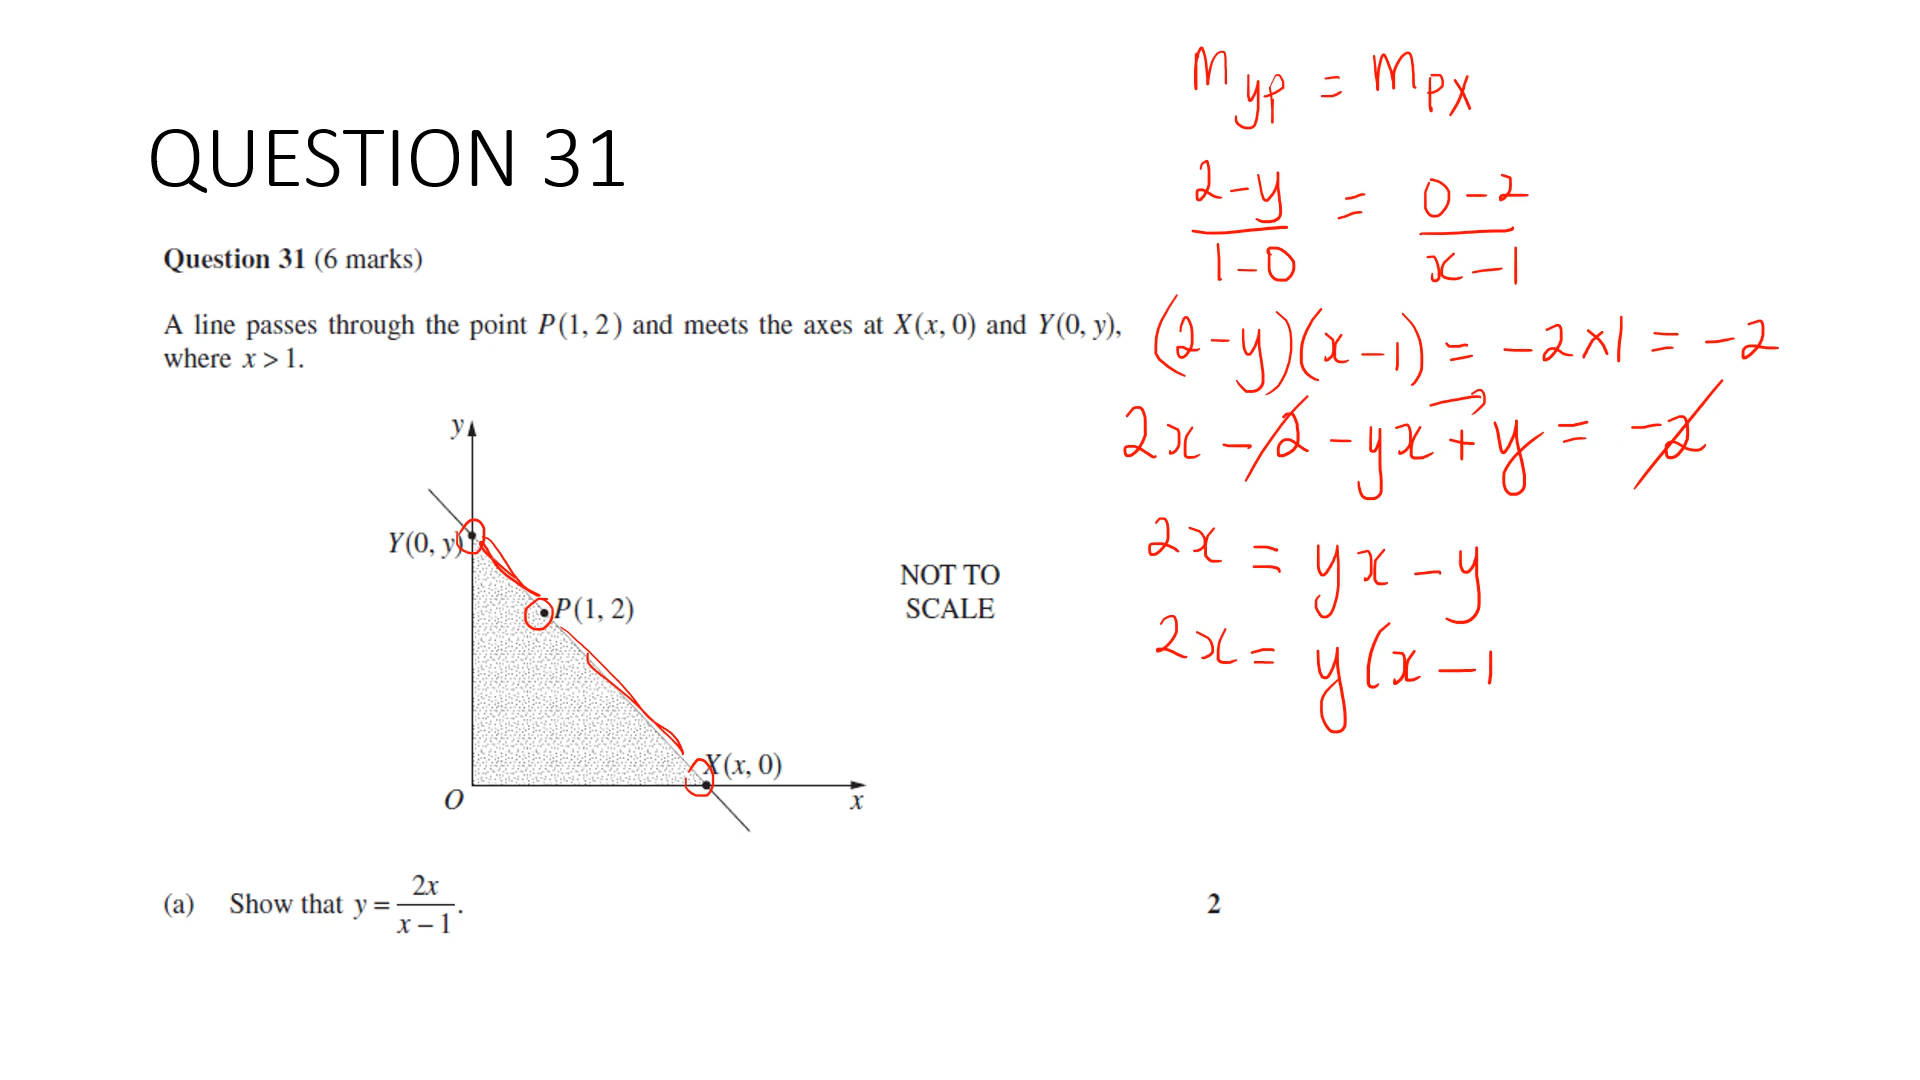 QUESTION 31
Question 31 (6 marks)
A line passes through the point P(1, 2) and meets the axes at X(x, 0) and Y(0, y),
where x > 1.
y
Y(0, y)
P(1, 2)
X(x, 0)
O
x
NOT TO
SCALE
(a) Show that y = 2x / (x – 1). 2
m_YP = m_PX
(2 - y)/(1 - 0) = (0 - 2)/(x - 1)
(2 - y)(x - 1) = -2 × 1 = -2
2x - 2 - yx + y = -2
2x = yx - y
2x = y(x - 1